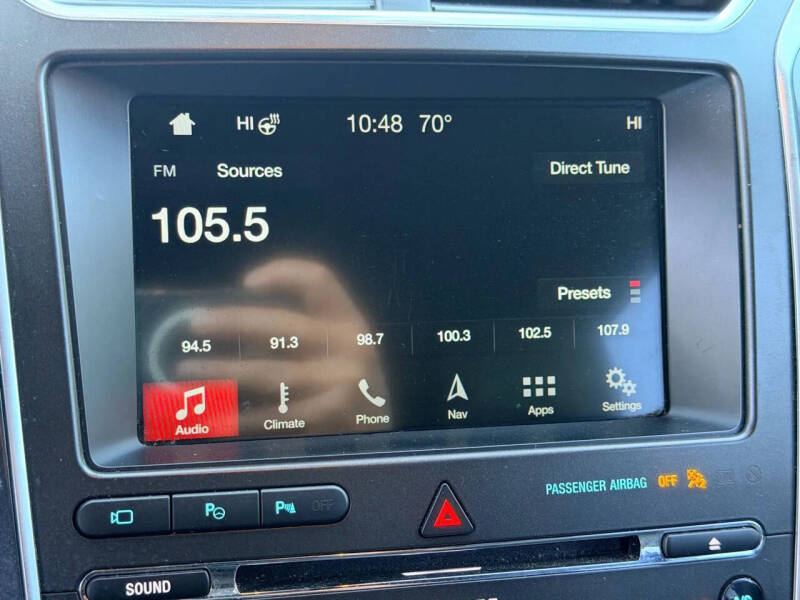 HI 10:48 70° HI
FM Sources Direct Tune
105.5
Presets
94.5 91.3 98.7 100.3 102.5 107.9
Audio Climate Phone Nav Apps Settings
PASSENGER AIRBAG OFF
P P OFF
SOUND